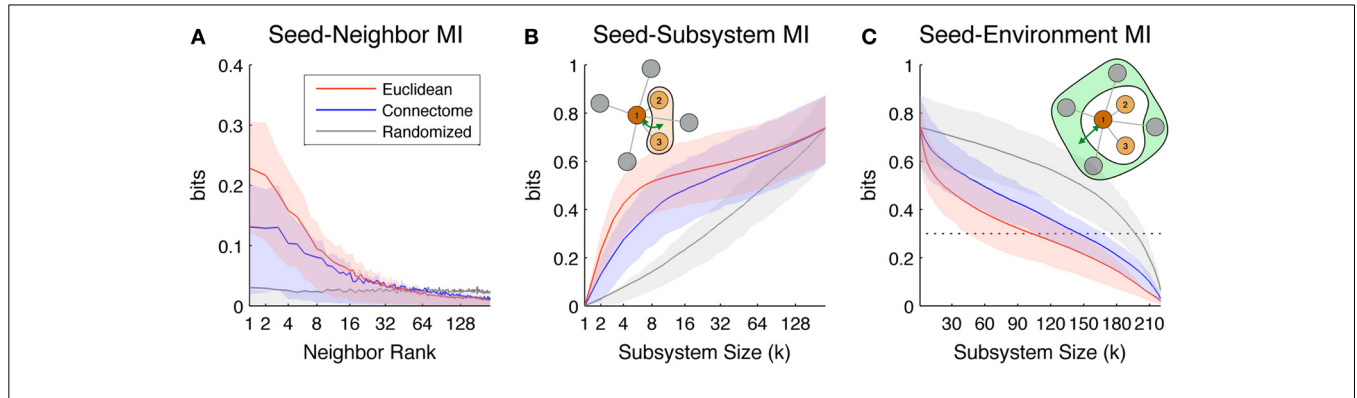 A Seed-Neighbor MI
0.4
0.3
0.2
0.1
0
bits
Euclidean
Connectome
Randomized
1 2 4 8 16 32 64 128
Neighbor Rank
B Seed-Subsystem MI
1
0.8
0.6
0.4
0.2
0
bits
1
2
3
1 2 4 8 16 32 64 128
Subsystem Size (k)
C Seed-Environment MI
1
0.8
0.6
0.4
0.2
0
bits
1
2
3
30 60 90 120 150 180 210
Subsystem Size (k)